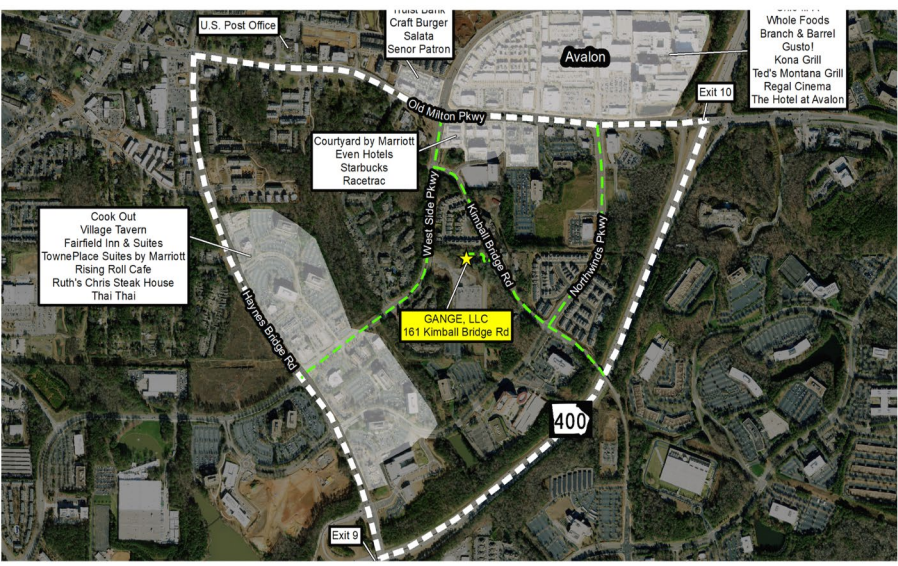 U.S. Post Office
Truist Bank
Craft Burger
Salata
Senor Patron
Avalon
Whole Foods
Branch & Barrel
Gusto!
Kona Grill
Ted's Montana Grill
Regal Cinema
The Hotel at Avalon
Exit 10
Old Milton Pkwy
Courtyard by Marriott
Even Hotels
Starbucks
Racetrac
West Side Pkwy
Kimball Bridge Rd
Northwinds Pkwy
Cook Out
Village Tavern
Fairfield Inn & Suites
TownePlace Suites by Marriott
Rising Roll Cafe
Ruth's Chris Steak House
Thai Thai
Haynes Bridge Rd
GANGE, LLC
161 Kimball Bridge Rd
400
Exit 9